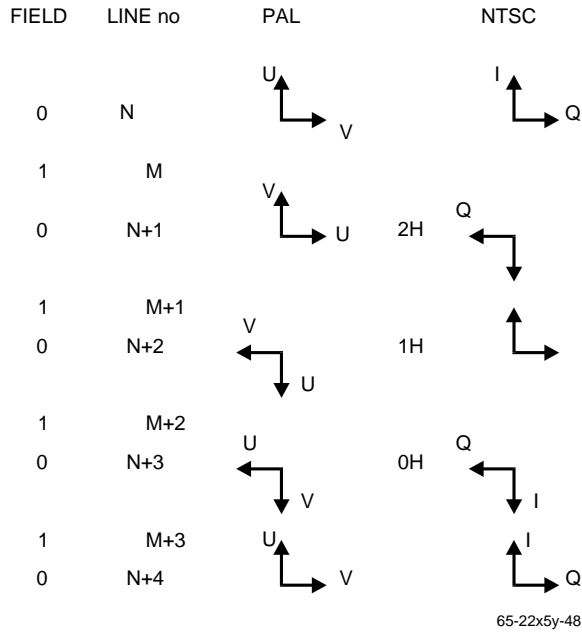 FIELD LINE no PAL NTSC
U I
0 N V Q
1 M
V Q
0 N+1 U 2H
1 M+1
V
0 N+2 1H
U
1 M+2
U Q
0 N+3 0H
V I
1 M+3 U I
0 N+4 V Q
65-22x5y-48